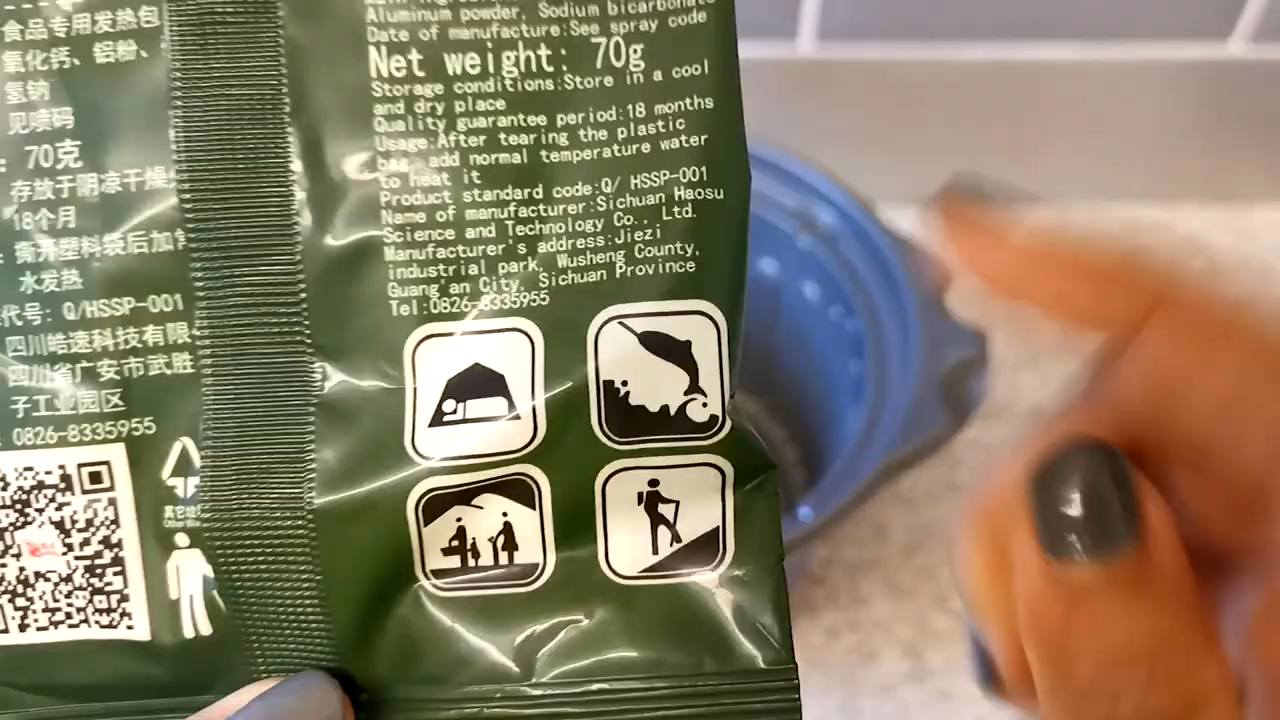 食品专用发热包
氧化钙、铝粉、
氢钠
见喷码
: 70克
存放于阴凉干燥
18个月
: 膏开塑料袋后加常
水发热
代号: Q/HSSP-001
四川皓速科技有限
四川省广安市武胜
子工业园区
: 0826-8335955
Aluminum powder, Sodium bicarbonate
Date of manufacture:See spray code
Net weight: 70g
Storage conditions:Store in a cool
and dry place
Quality guarantee period:18 months
Usage:After tearing the plastic
bag, add normal temperature water
to heat it
Product standard code:Q/ HSSP-001
Name of manufacturer:Sichuan Haosu
Science and Technology Co., Ltd.
Manufacturer's address:Jiezi
industrial park, Wusheng County,
Guang'an City, Sichuan Province
Tel:0826-8335955